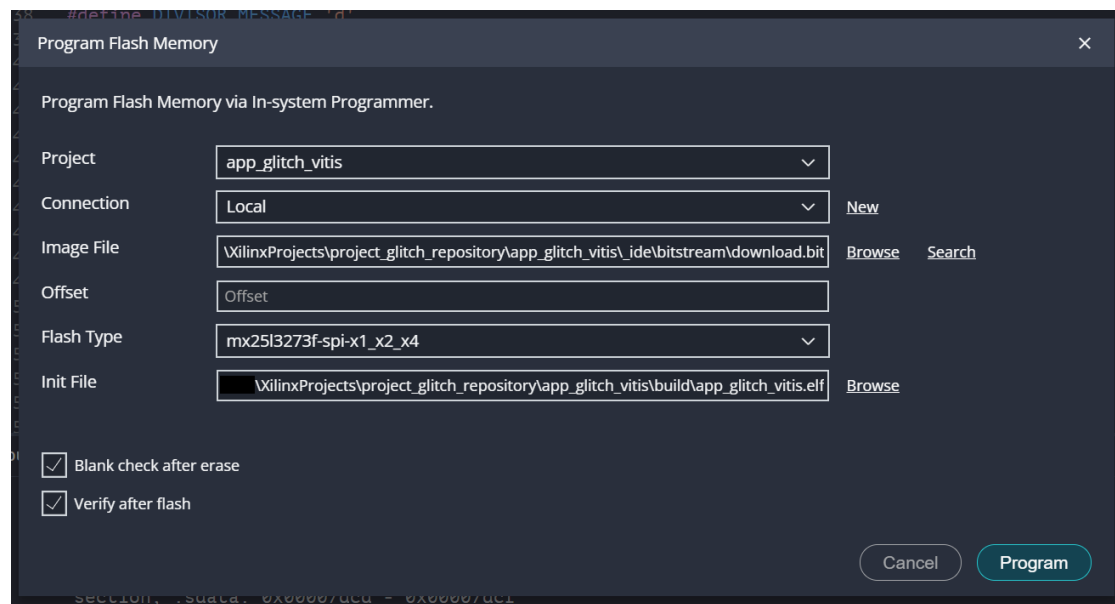 38 #define DIVISOR_MESSAGE 'd'
Program Flash Memory
Program Flash Memory via In-system Programmer.
Project app_glitch_vitis
Connection Local New
Image File \XilinxProjects\project_glitch_repository\app_glitch_vitis\_ide\bitstream\download.bit Browse Search
Offset Offset
Flash Type mx25l3273f-spi-x1_x2_x4
Init File \XilinxProjects\project_glitch_repository\app_glitch_vitis\build\app_glitch_vitis.elf Browse
Blank check after erase
Verify after flash
Cancel Program
section, .sdata: